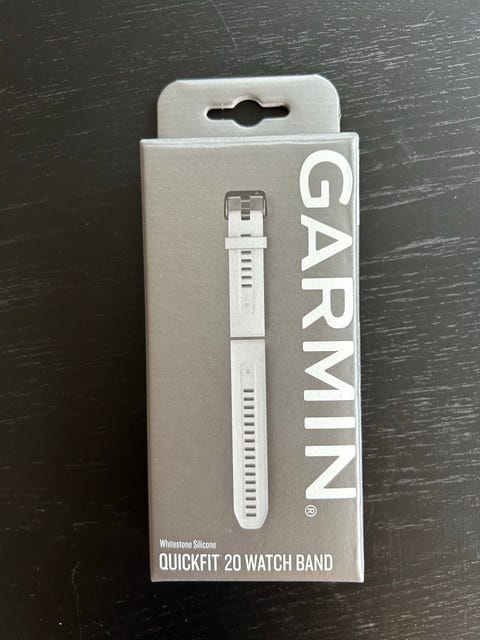 GARMIN®
Whitestone Silicone
QUICKFIT 20 WATCH BAND